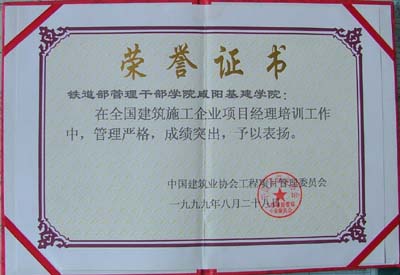 荣誉证书
铁道部管理干部学院咸阳基建学院：
在全国建筑施工企业项目经理培训工作
中，管理严格，成绩突出，予以表扬。
中国建筑业协会工程项目管理委员会
一九九九年八月二十八日